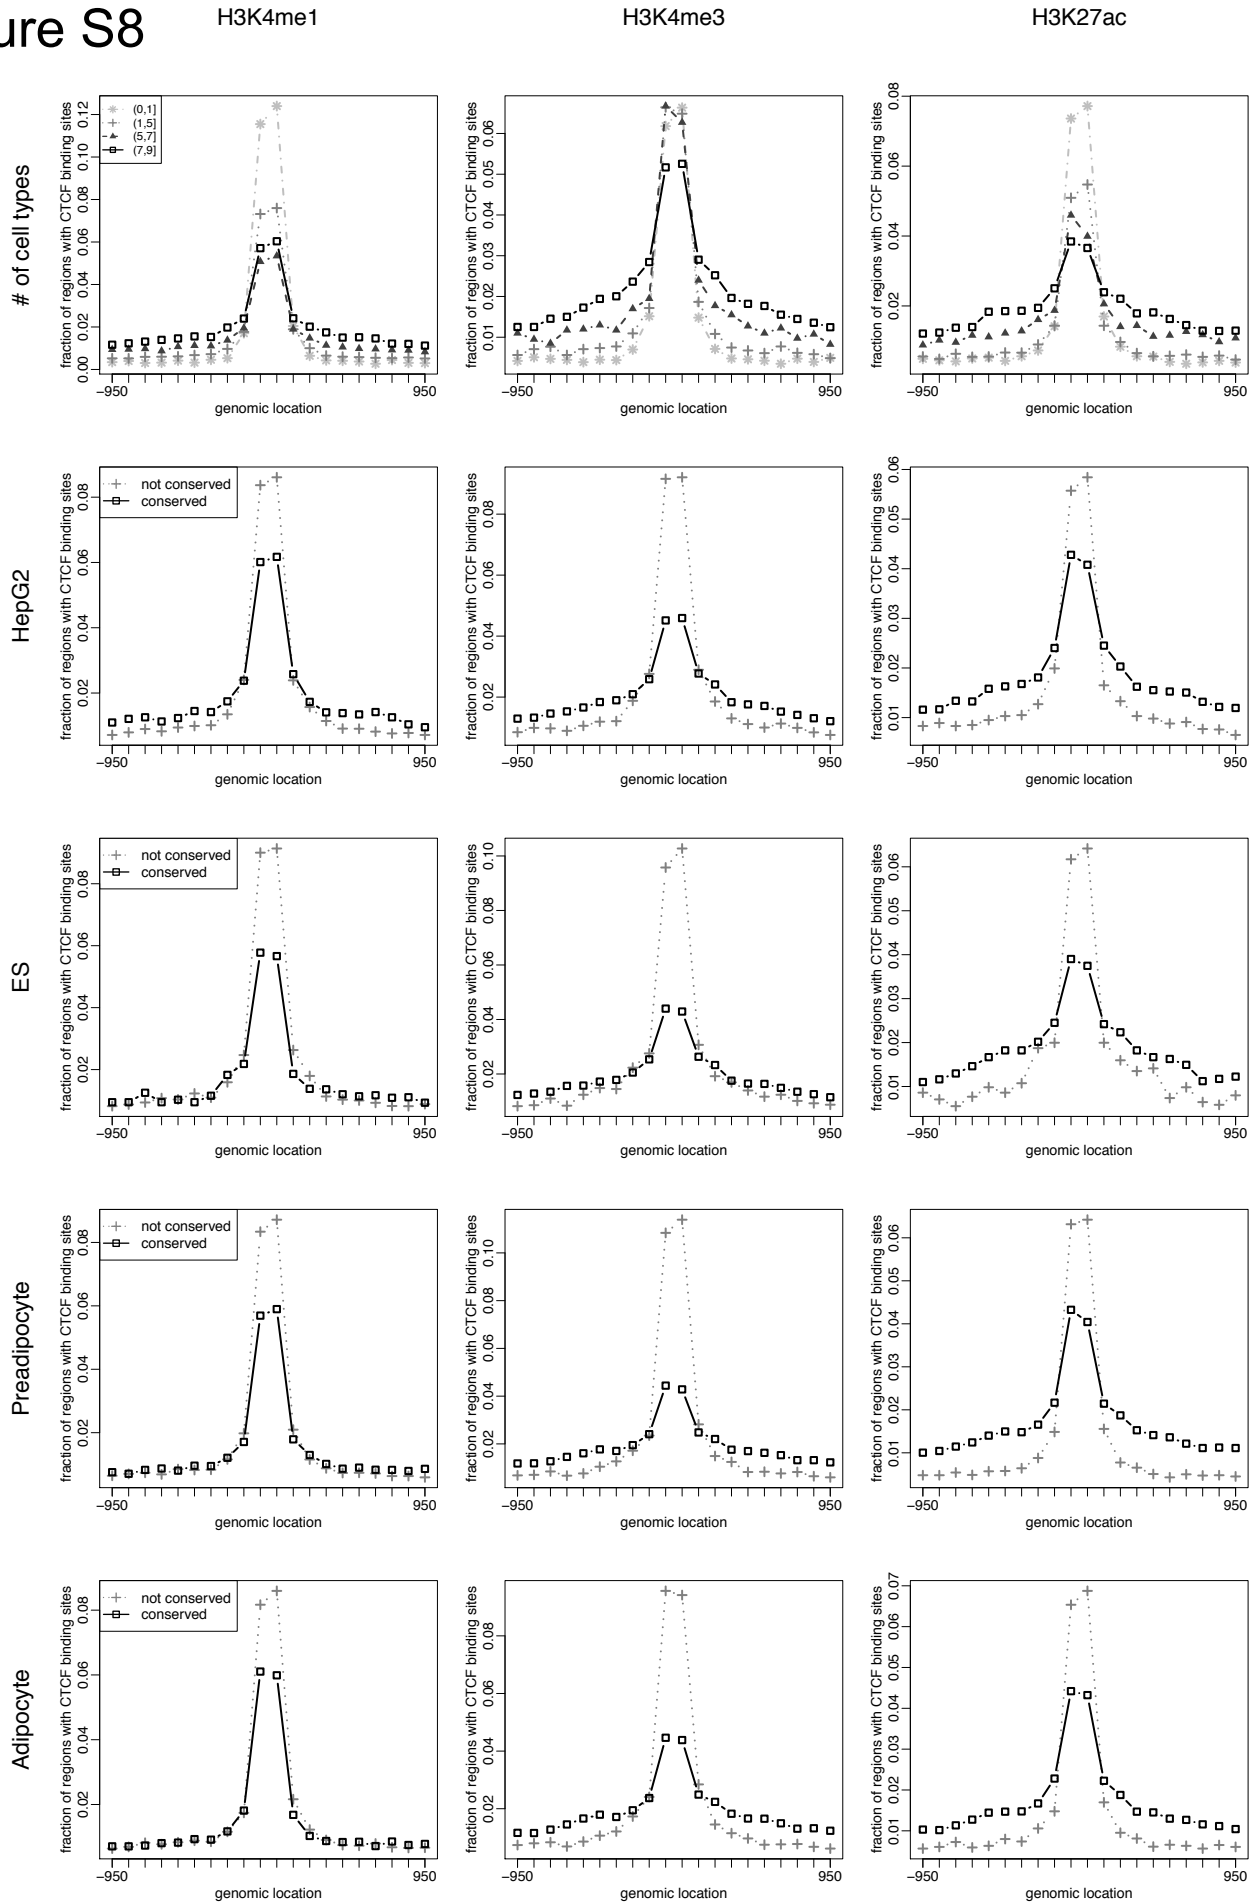 ure S8
H3K4me1 H3K4me3 H3K27ac
# of cell types
fraction of regions with CTCF binding sites
0.00 0.02 0.04 0.06 0.08 0.10 0.12
(0,1]
(1,5]
(5,7]
(7,9]
−950 950
genomic location
fraction of regions with CTCF binding sites
0.01 0.02 0.03 0.04 0.05 0.06
−950 950
genomic location
fraction of regions with CTCF binding sites
0.02 0.04 0.06 0.08
−950 950
genomic location
HepG2
fraction of regions with CTCF binding sites
0.02 0.04 0.06 0.08
not conserved
conserved
−950 950
genomic location
fraction of regions with CTCF binding sites
0.02 0.04 0.06 0.08
−950 950
genomic location
fraction of regions with CTCF binding sites
0.01 0.02 0.03 0.04 0.05 0.06
−950 950
genomic location
ES
fraction of regions with CTCF binding sites
0.02 0.04 0.06 0.08
not conserved
conserved
−950 950
genomic location
fraction of regions with CTCF binding sites
0.02 0.04 0.06 0.08 0.10
−950 950
genomic location
fraction of regions with CTCF binding sites
0.01 0.02 0.03 0.04 0.05 0.06
−950 950
genomic location
Preadipocyte
fraction of regions with CTCF binding sites
0.02 0.04 0.06 0.08
not conserved
conserved
−950 950
genomic location
fraction of regions with CTCF binding sites
0.02 0.04 0.06 0.08 0.10
−950 950
genomic location
fraction of regions with CTCF binding sites
0.01 0.02 0.03 0.04 0.05 0.06
−950 950
genomic location
Adipocyte
fraction of regions with CTCF binding sites
0.02 0.04 0.06 0.08
not conserved
conserved
−950 950
genomic location
fraction of regions with CTCF binding sites
0.02 0.04 0.06 0.08
−950 950
genomic location
fraction of regions with CTCF binding sites
0.01 0.02 0.03 0.04 0.05 0.06 0.07
−950 950
genomic location